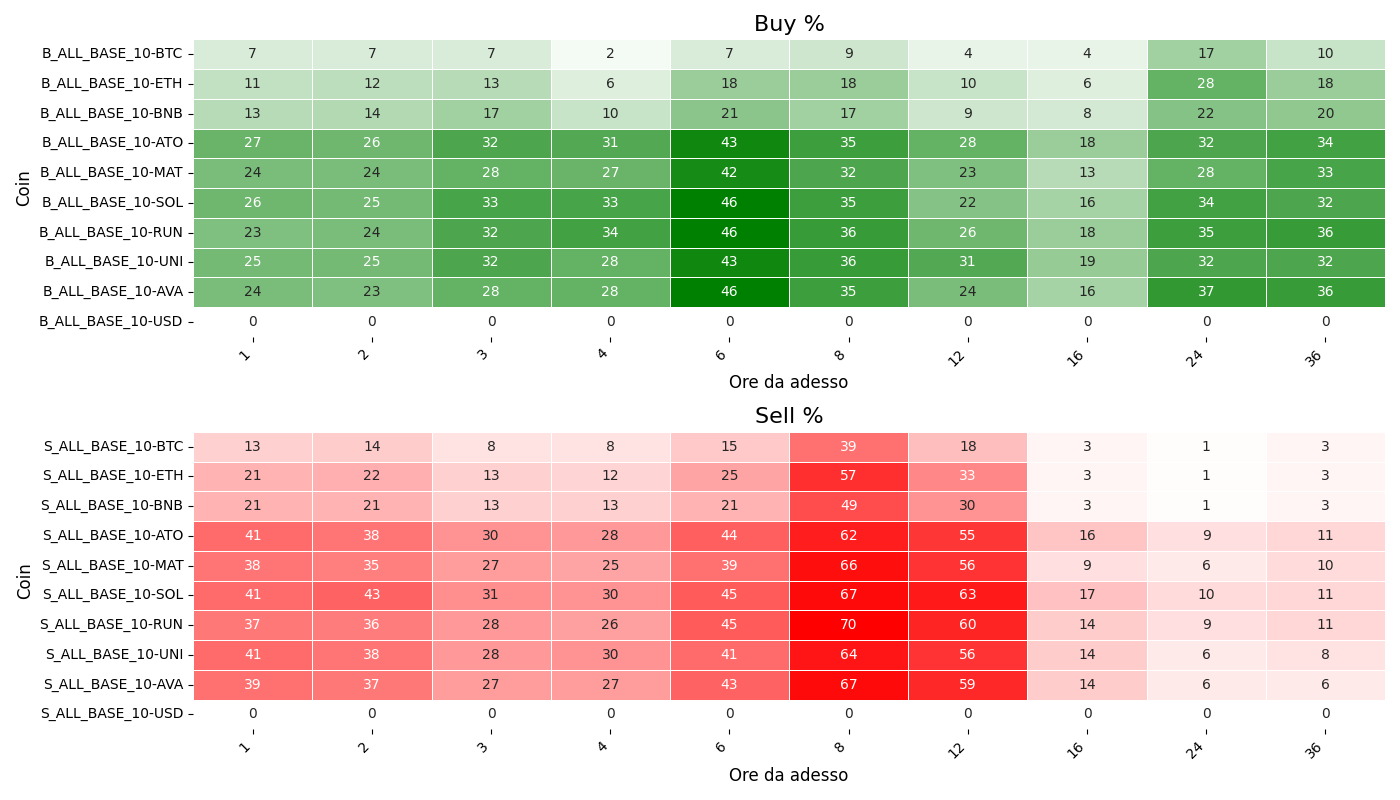 Buy %
Coin
B_ALL_BASE_10-BTC 7 7 7 2 7 9 4 4 17 10
B_ALL_BASE_10-ETH 11 12 13 6 18 18 10 6 28 18
B_ALL_BASE_10-BNB 13 14 17 10 21 17 9 8 22 20
B_ALL_BASE_10-ATO 27 26 32 31 43 35 28 18 32 34
B_ALL_BASE_10-MAT 24 24 28 27 42 32 23 13 28 33
B_ALL_BASE_10-SOL 26 25 33 33 46 35 22 16 34 32
B_ALL_BASE_10-RUN 23 24 32 34 46 36 26 18 35 36
B_ALL_BASE_10-UNI 25 25 32 28 43 36 31 19 32 32
B_ALL_BASE_10-AVA 24 23 28 28 46 35 24 16 37 36
B_ALL_BASE_10-USD 0 0 0 0 0 0 0 0 0 0
1 2 3 4 6 8 12 16 24 36
Ore da adesso
Sell %
Coin
S_ALL_BASE_10-BTC 13 14 8 8 15 39 18 3 1 3
S_ALL_BASE_10-ETH 21 22 13 12 25 57 33 3 1 3
S_ALL_BASE_10-BNB 21 21 13 13 21 49 30 3 1 3
S_ALL_BASE_10-ATO 41 38 30 28 44 62 55 16 9 11
S_ALL_BASE_10-MAT 38 35 27 25 39 66 56 9 6 10
S_ALL_BASE_10-SOL 41 43 31 30 45 67 63 17 10 11
S_ALL_BASE_10-RUN 37 36 28 26 45 70 60 14 9 11
S_ALL_BASE_10-UNI 41 38 28 30 41 64 56 14 6 8
S_ALL_BASE_10-AVA 39 37 27 27 43 67 59 14 6 6
S_ALL_BASE_10-USD 0 0 0 0 0 0 0 0 0 0
1 2 3 4 6 8 12 16 24 36
Ore da adesso